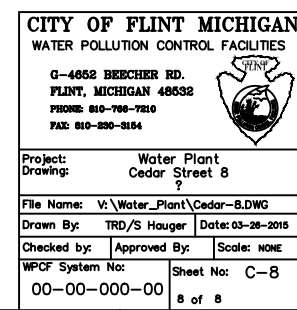 CITY OF FLINT MICHIGAN
WATER POLLUTION CONTROL FACILITIES
G-4652 BEECHER RD.
FLINT, MICHIGAN 48532
PHONE: 810-766-7210
FAX: 810-230-3154
CITY OF
FLINT
Project: Water Plant
Drawing: Cedar Street 8
?
File Name: V:\Water_Plant\Cedar-8.DWG
Drawn By: TRD/S Hauger Date: 03-26-2015
Checked by: Approved By: Scale: NONE
WPCF System No: Sheet No: C-8
00-00-000-00 8 of 8